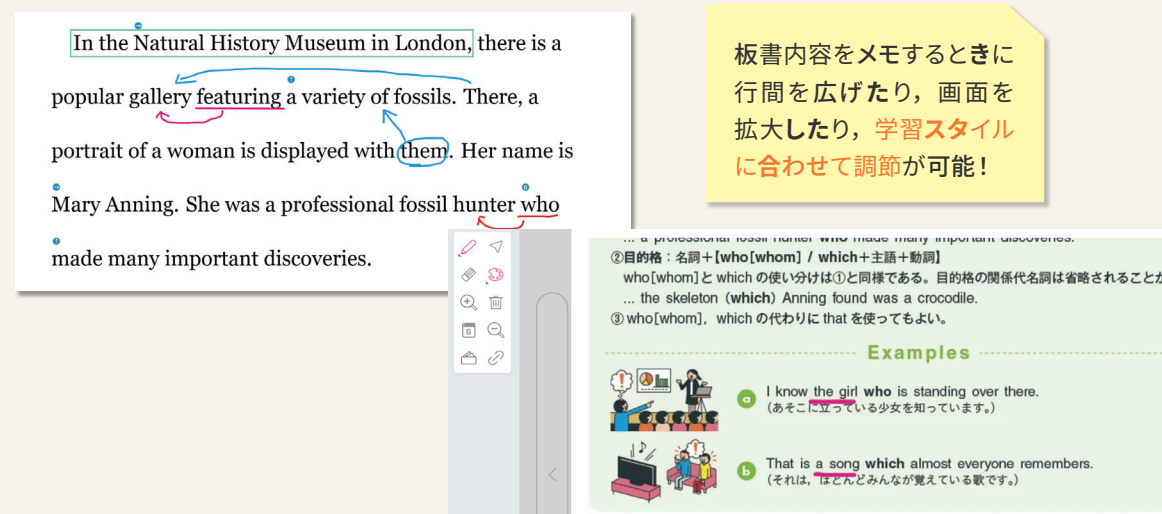 In the Natural History Museum in London, there is a
popular gallery featuring a variety of fossils. There, a
portrait of a woman is displayed with them. Her name is
Mary Anning. She was a professional fossil hunter who
made many important discoveries.
板書内容をメモするときに
行間を広げたり，画面を
拡大したり，学習スタイル
に合わせて調節が可能！
... a professional fossil hunter who made many important discoveries.
②目的格：名詞＋【who[whom] / which＋主語＋動詞】
who[whom]と which の使い分けは①と同様である。目的格の関係代名詞は省略されることが
... the skeleton (which) Anning found was a crocodile.
③ who[whom]，which の代わりに that を使ってもよい。
Examples
a I know the girl who is standing over there.
(あそこに立っている少女を知っています。)
b That is a song which almost everyone remembers.
(それは，ほとんどみんなが覚えている歌です。)